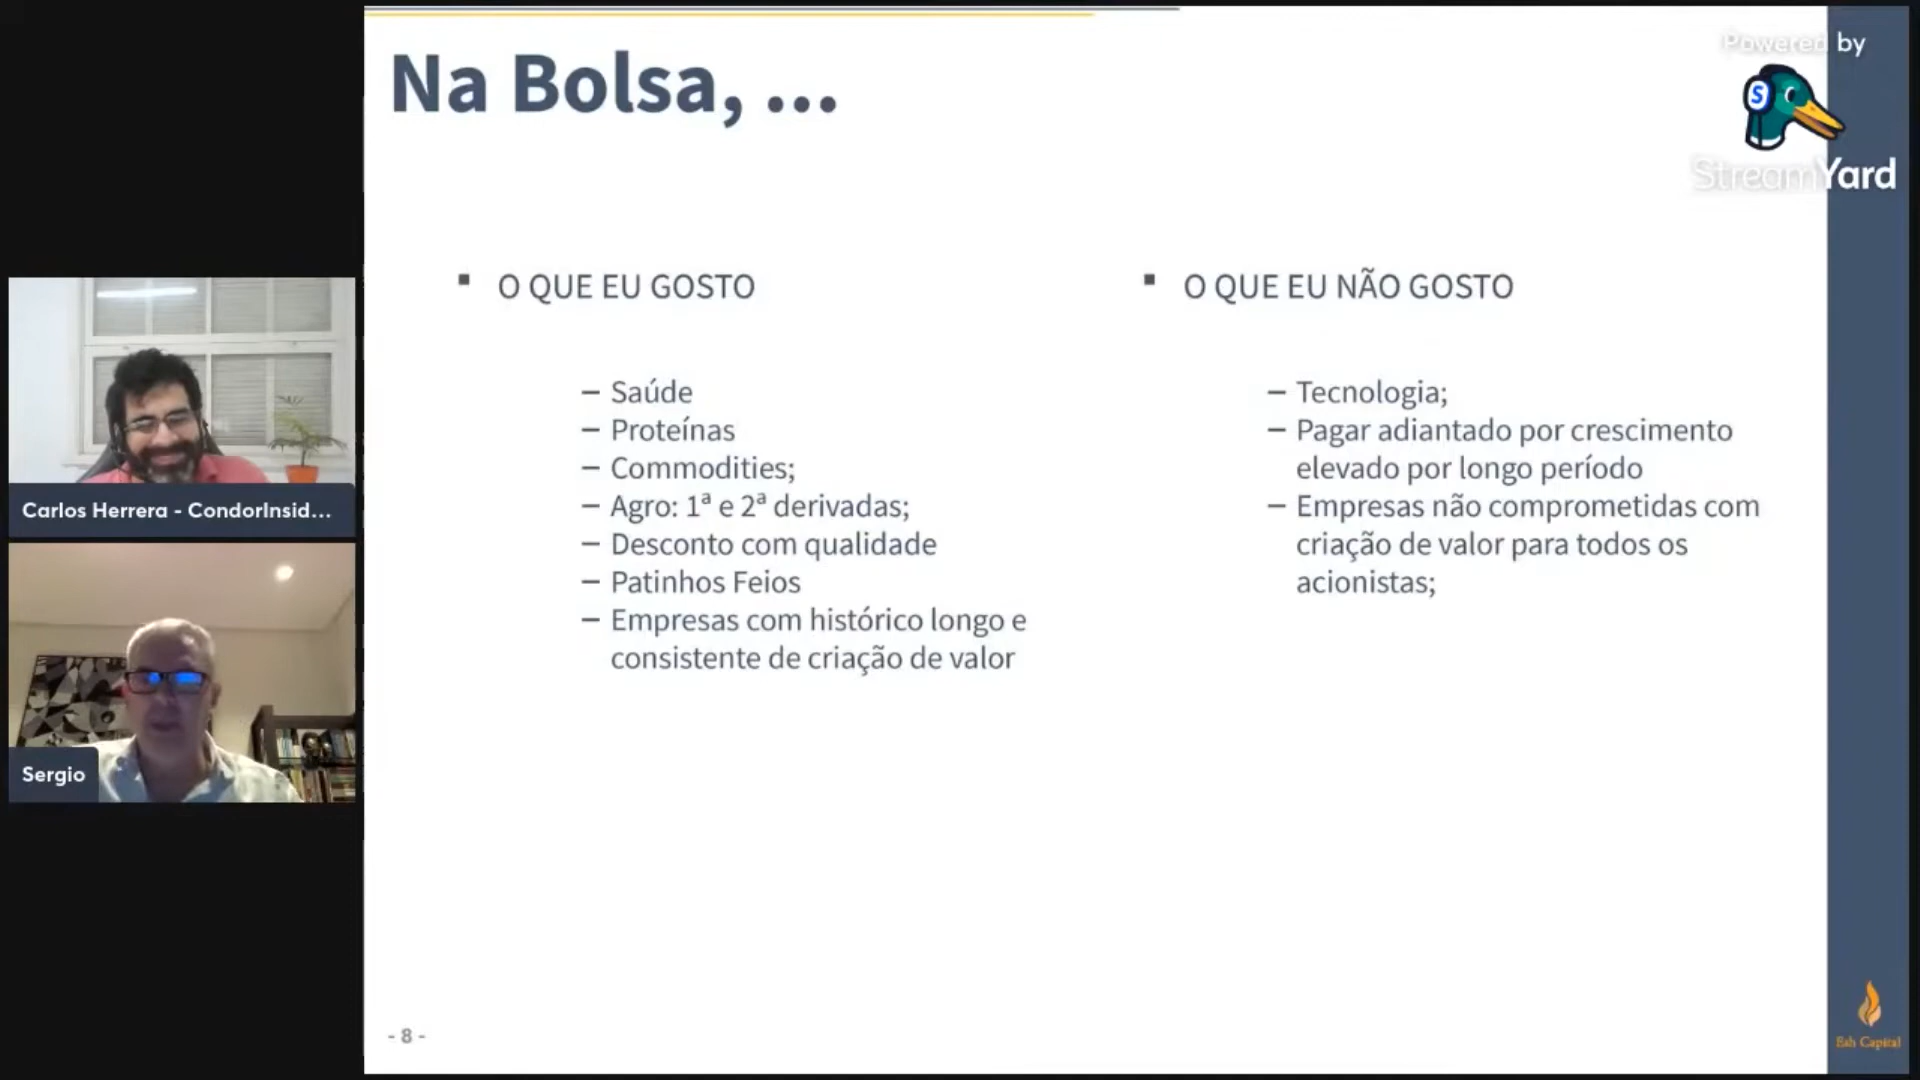 Na Bolsa, ...
Powered by
S
StreamYard
▪ O QUE EU GOSTO
– Saúde
– Proteínas
– Commodities;
– Agro: 1ª e 2ª derivadas;
– Desconto com qualidade
– Patinhos Feios
– Empresas com histórico longo e
consistente de criação de valor
▪ O QUE EU NÃO GOSTO
– Tecnologia;
– Pagar adiantado por crescimento
elevado por longo período
– Empresas não comprometidas com
criação de valor para todos os
acionistas;
Carlos Herrera - CondorInsid...
Sergio
- 8 -
Esh Capital